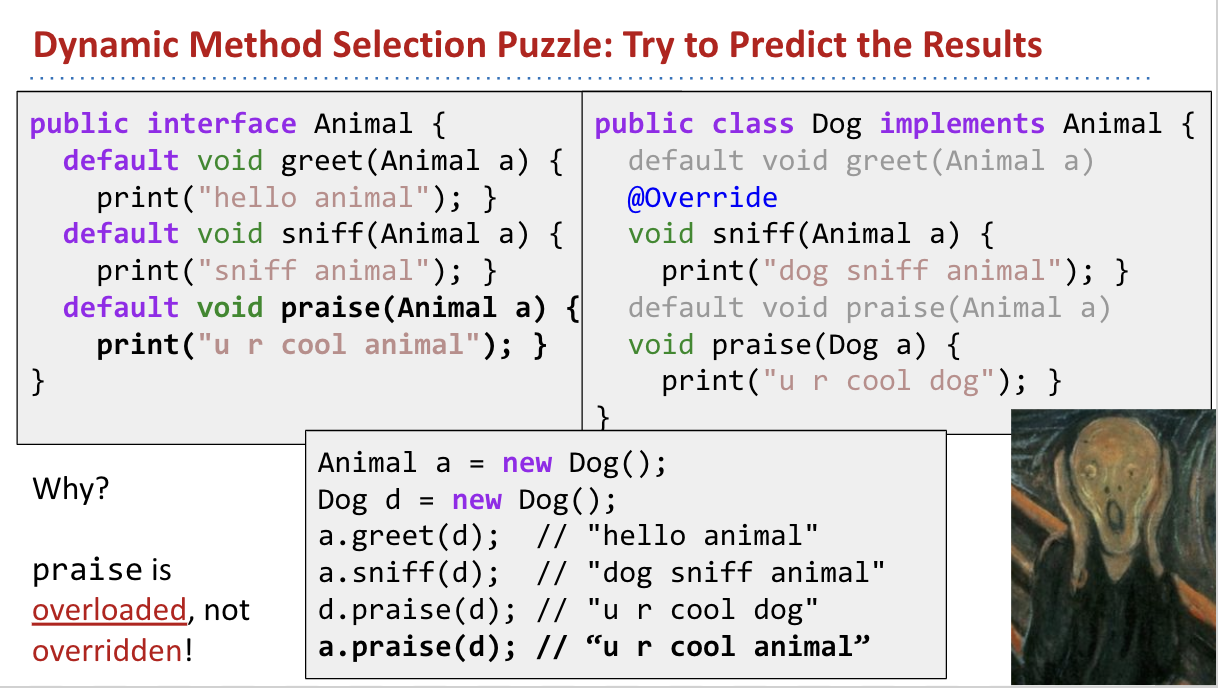 Dynamic Method Selection Puzzle: Try to Predict the Results
public interface Animal {
  default void greet(Animal a) {
    print("hello animal"); }
  default void sniff(Animal a) {
    print("sniff animal"); }
  default void praise(Animal a) {
    print("u r cool animal"); }
}
public class Dog implements Animal {
  default void greet(Animal a)
  @Override
  void sniff(Animal a) {
    print("dog sniff animal"); }
  default void praise(Animal a)
  void praise(Dog a) {
    print("u r cool dog"); }
}
Animal a = new Dog();
Dog d = new Dog();
a.greet(d);  // "hello animal"
a.sniff(d);  // "dog sniff animal"
d.praise(d); // "u r cool dog"
a.praise(d); // “u r cool animal”
Why?
praise is
overloaded, not
overridden!